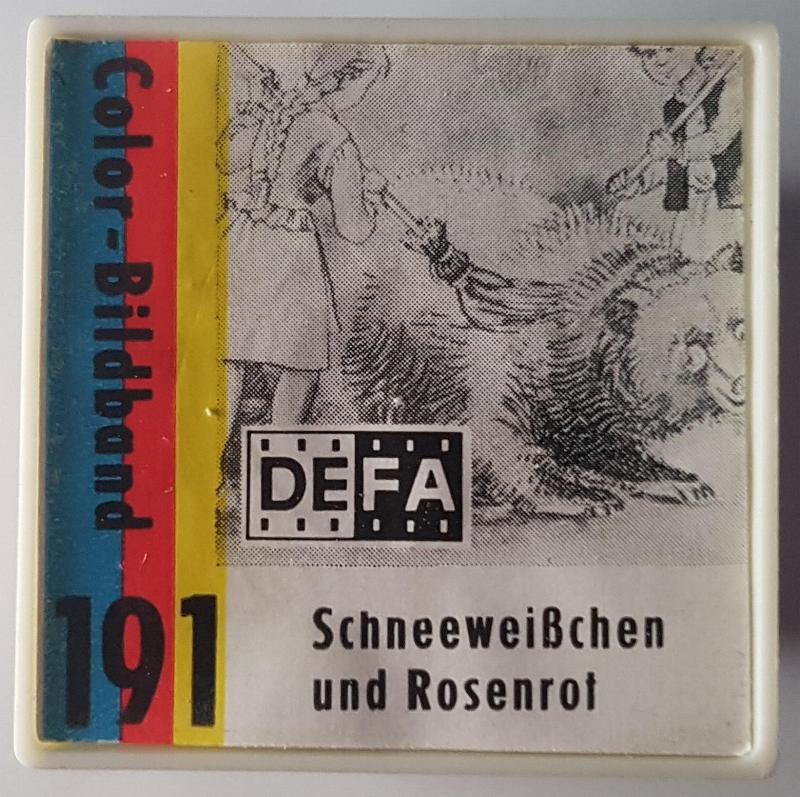 Color-Bildband
DEFA
191
Schneeweißchen
und Rosenrot